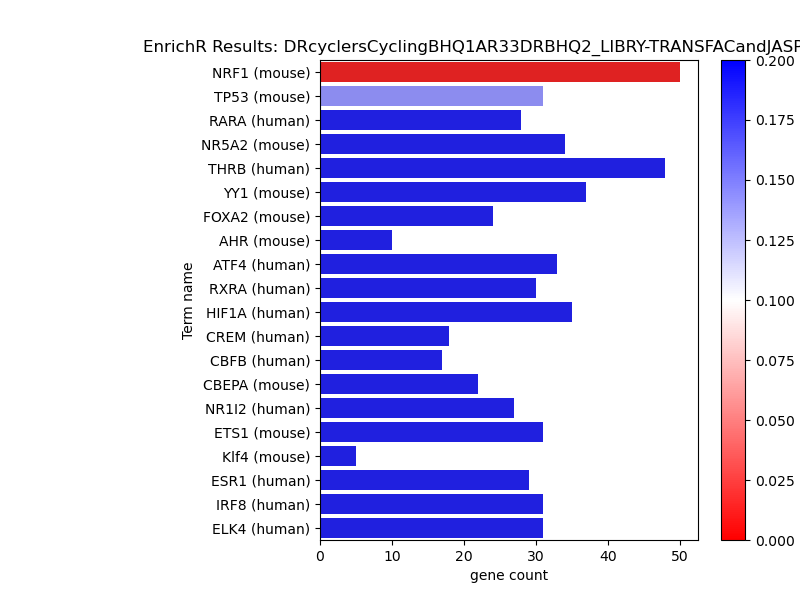 EnrichR Results: DRcyclersCyclingBHQ1AR33DRBHQ2_LIBRY-TRANSFACandJASP
NRF1 (mouse)
TP53 (mouse)
RARA (human)
NR5A2 (mouse)
THRB (human)
YY1 (mouse)
FOXA2 (mouse)
AHR (mouse)
ATF4 (human)
RXRA (human)
HIF1A (human)
CREM (human)
CBFB (human)
CBEPA (mouse)
NR1I2 (human)
ETS1 (mouse)
Klf4 (mouse)
ESR1 (human)
IRF8 (human)
ELK4 (human)
Term name
0 10 20 30 40 50
gene count
0.200
0.175
0.150
0.125
0.100
0.075
0.050
0.025
0.000